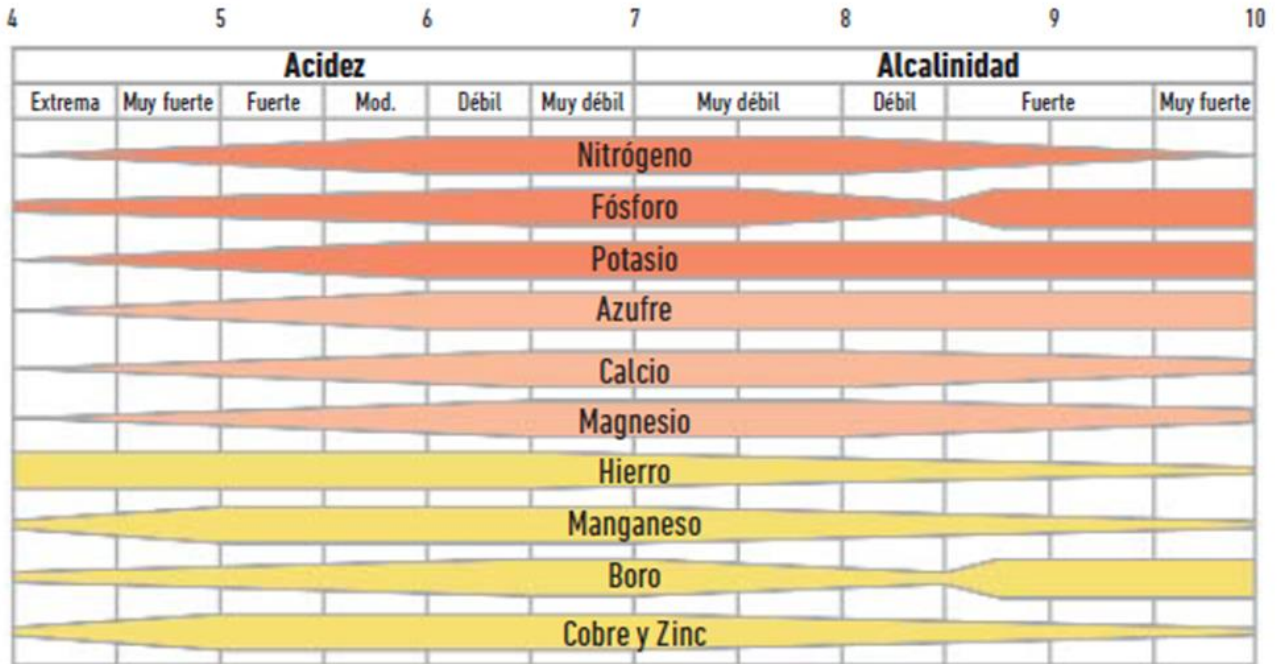 4 5 6 7 8 9 10
Acidez Alcalinidad
Extrema Muy fuerte Fuerte Mod. Débil Muy débil Muy débil Débil Fuerte Muy fuerte
Nitrógeno
Fósforo
Potasio
Azufre
Calcio
Magnesio
Hierro
Manganeso
Boro
Cobre y Zinc